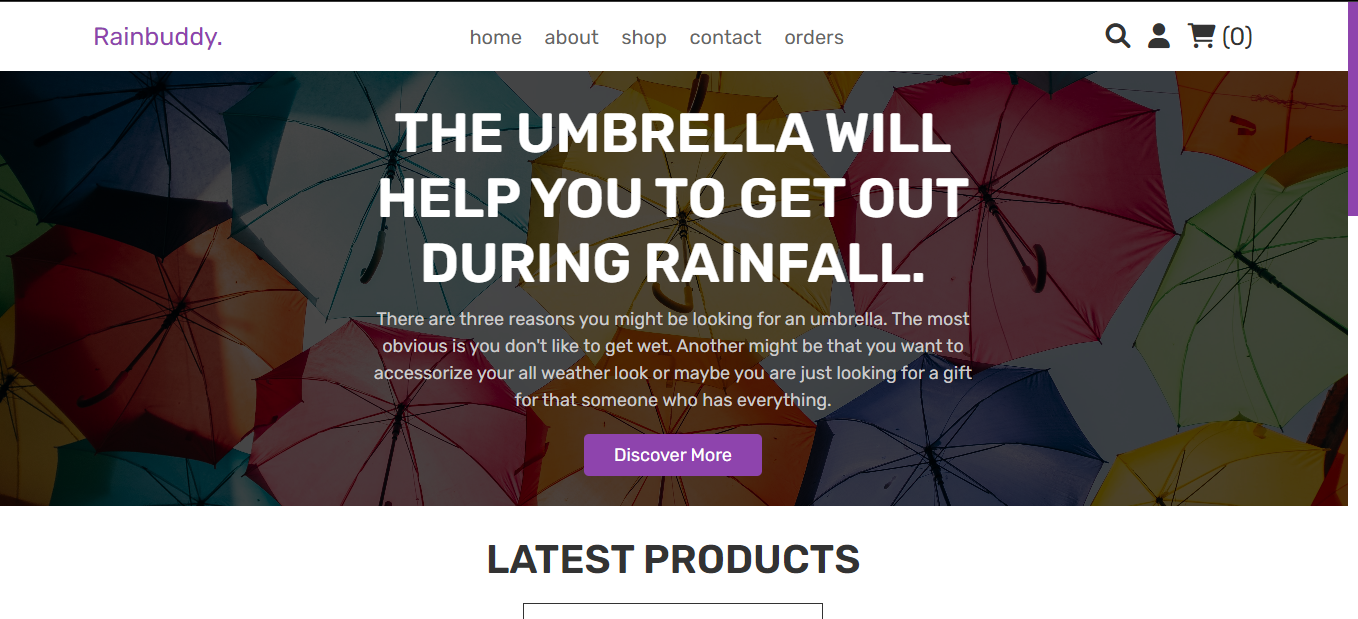 Rainbuddy.
home about shop contact orders
(0)
THE UMBRELLA WILL
HELP YOU TO GET OUT
DURING RAINFALL.
There are three reasons you might be looking for an umbrella. The most
obvious is you don't like to get wet. Another might be that you want to
accessorize your all weather look or maybe you are just looking for a gift
for that someone who has everything.
Discover More
LATEST PRODUCTS